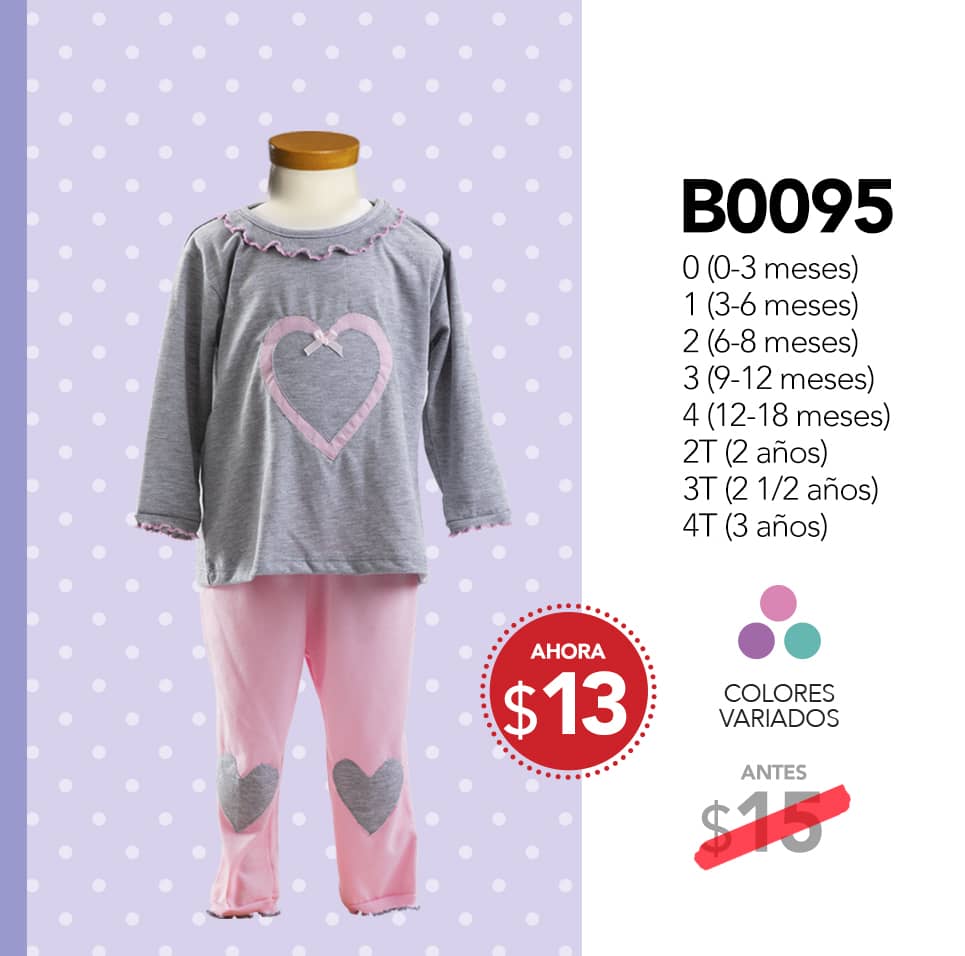 B0095
0 (0-3 meses)
1 (3-6 meses)
2 (6-8 meses)
3 (9-12 meses)
4 (12-18 meses)
2T (2 años)
3T (2 1/2 años)
4T (3 años)
AHORA
$13
COLORES
VARIADOS
ANTES
$15